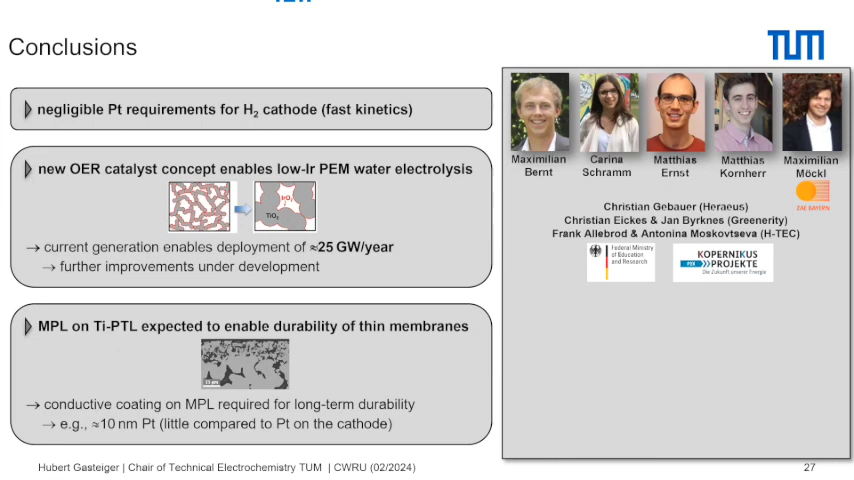 Conclusions
TUM
negligible Pt requirements for H₂ cathode (fast kinetics)
new OER catalyst concept enables low-Ir PEM water electrolysis
IrO₂
TiO₂
→ current generation enables deployment of ≈25 GW/year
→ further improvements under development
MPL on Ti-PTL expected to enable durability of thin membranes
→ conductive coating on MPL required for long-term durability
→ e.g., ≈10 nm Pt (little compared to Pt on the cathode)
Maximilian Bernt
Carina Schramm
Matthias Ernst
Matthias Kornherr
Maximilian Möckl
ZAE BAYERN
Christian Gebauer (Heraeus)
Christian Eickes & Jan Byrknes (Greenerity)
Frank Allebrod & Antonina Moskovtseva (H-TEC)
Federal Ministry
of Education
and Research
KOPERNIKUS
P2X PROJEKTE
Die Zukunft unserer Energie
Hubert Gasteiger | Chair of Technical Electrochemistry TUM | CWRU (02/2024)
27